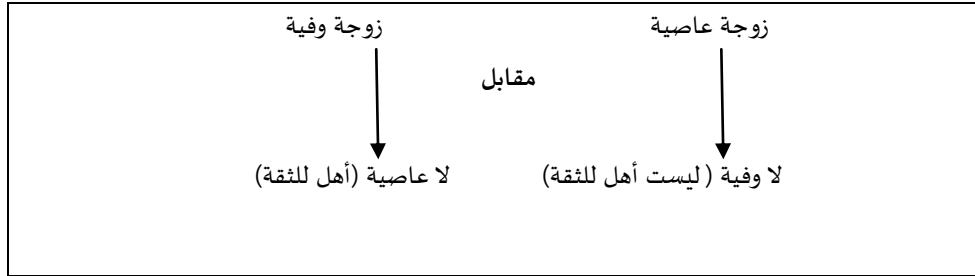 زوجة عاصية زوجة وفية
مقابل
لا وفية ( ليست أهل للثقة) لا عاصية (أهل للثقة)